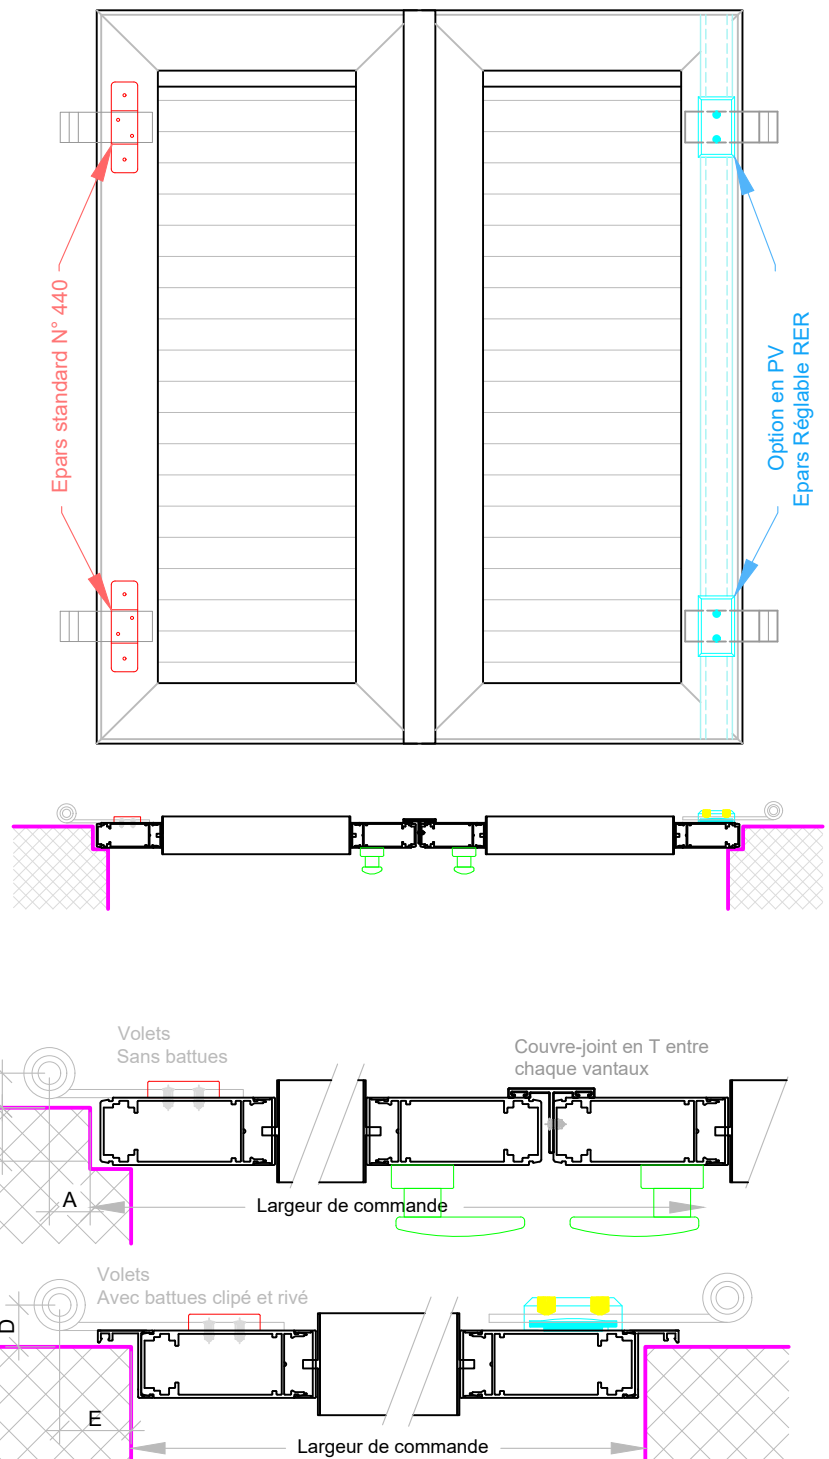 Epars standard N° 440
Option en PV
Epars Réglable RER
Volets
Sans battues
Couvre-joint en T entre
chaque vantaux
A
Largeur de commande
Volets
Avec battues clipé et rivé
D
E
Largeur de commande